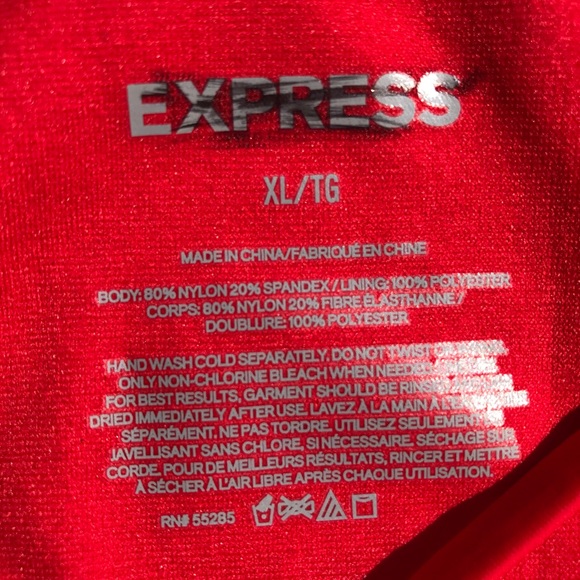 EXPRESS
XL/TG
MADE IN CHINA/FABRIQUÉ EN CHINE
BODY: 80% NYLON 20% SPANDEX / LINING: 100% POLYESTER
CORPS: 80% NYLON 20% FIBRE ÉLASTHANNE /
DOUBLURE: 100% POLYESTER
HAND WASH COLD SEPARATELY. DO NOT TWIST
ONLY NON-CHLORINE BLEACH WHEN NEEDED.
FOR BEST RESULTS, GARMENT SHOULD BE RINSED
DRIED IMMEDIATELY AFTER USE. LAVEZ À LA MAIN À
SÉPARÉMENT. NE PAS TORDRE. UTILISEZ SEULEMENT
JAVELLISANT SANS CHLORE, SI NÉCESSAIRE. SÉCHAGE SUR
CORDE. POUR DE MEILLEURS RÉSULTATS, RINCER ET METTRE
À SÉCHER À L'AIR LIBRE APRÈS CHAQUE UTILISATION.
RN# 55285